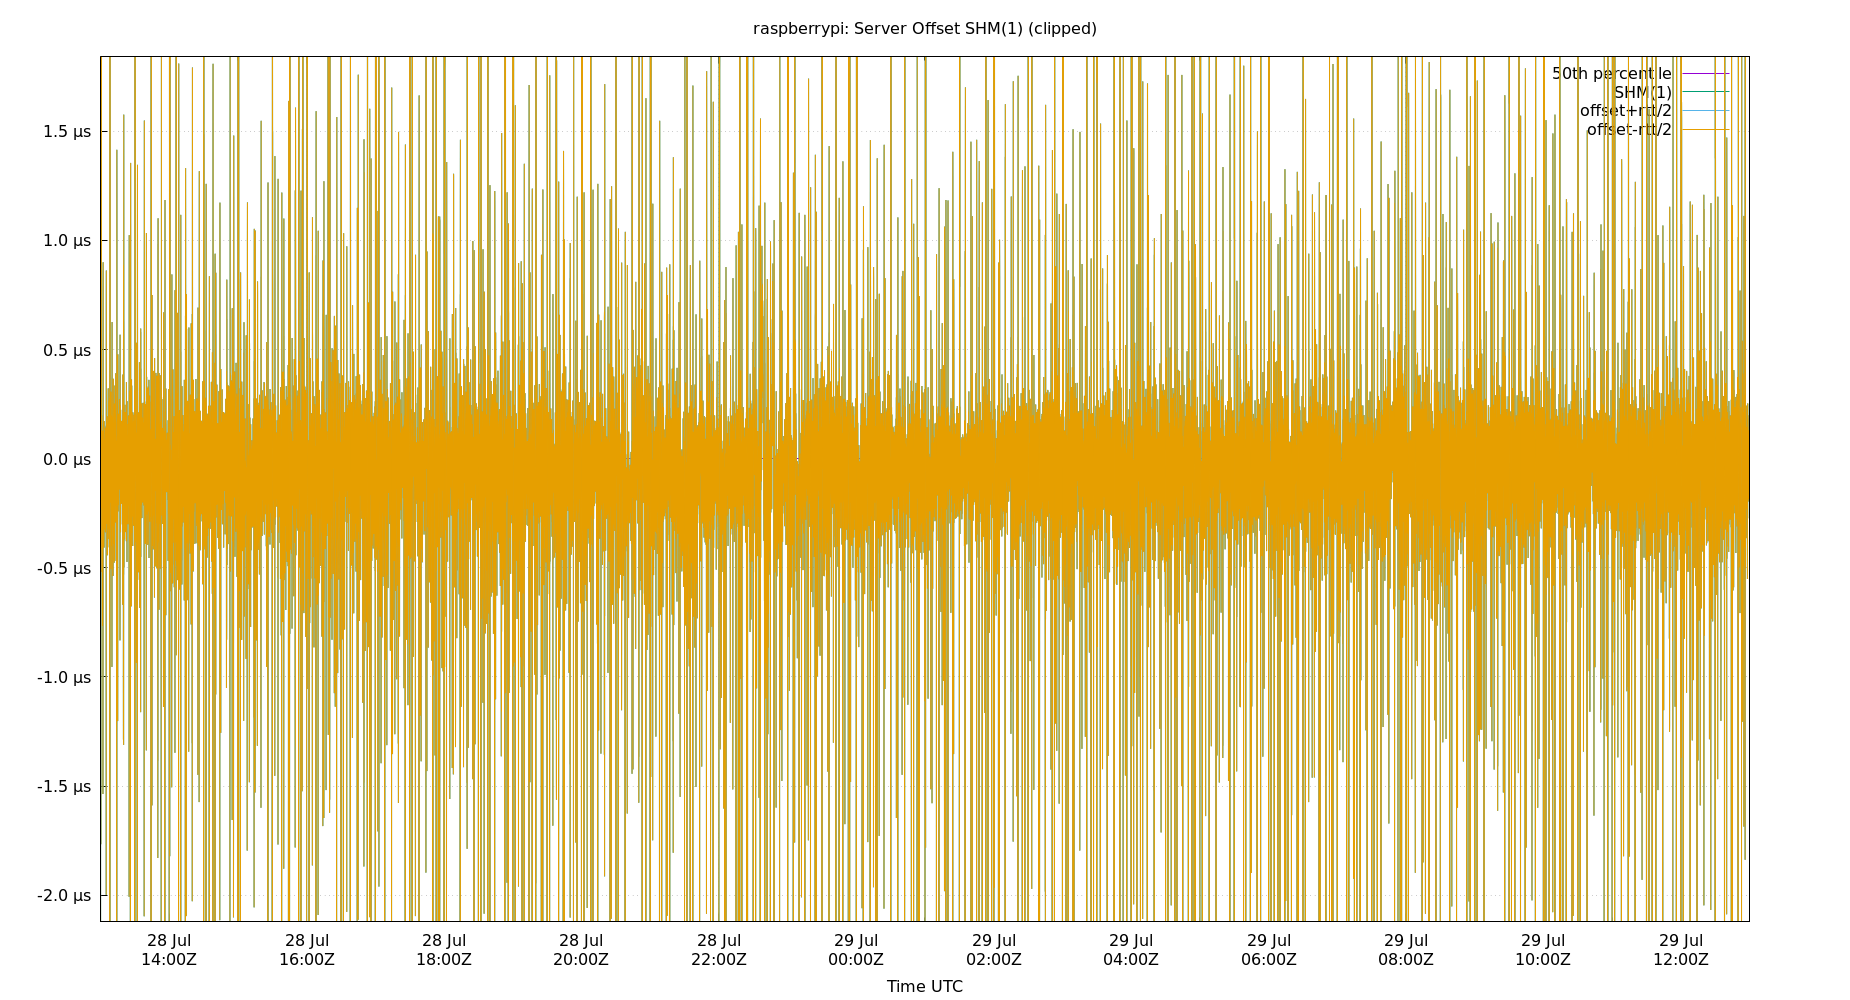 raspberrypi: Server Offset SHM(1) (clipped)
50th percentile
SHM(1)
offset+rtt/2
offset-rtt/2
1.5 μs
1.0 μs
0.5 μs
0.0 μs
-0.5 μs
-1.0 μs
-1.5 μs
-2.0 μs
28 Jul 28 Jul 28 Jul 28 Jul 28 Jul 29 Jul 29 Jul 29 Jul 29 Jul 29 Jul 29 Jul 29 Jul
14:00Z 16:00Z 18:00Z 20:00Z 22:00Z 00:00Z 02:00Z 04:00Z 06:00Z 08:00Z 10:00Z 12:00Z
Time UTC